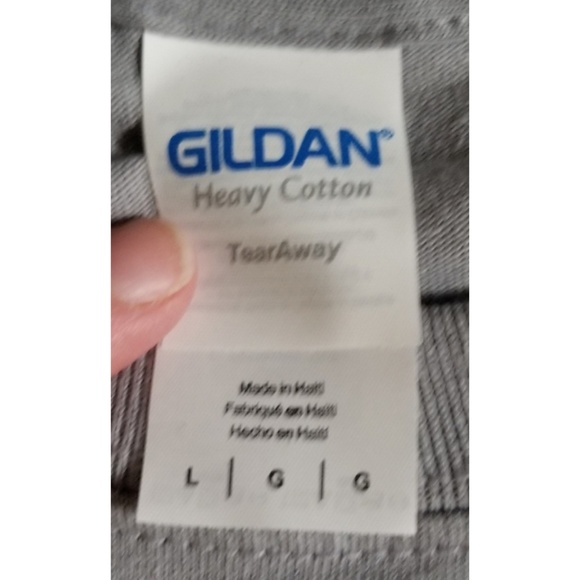 GILDAN®
Heavy Cotton
TearAway
Made in Haiti
Fabriqué en Haïti
Hecho en Haití
L | G | G